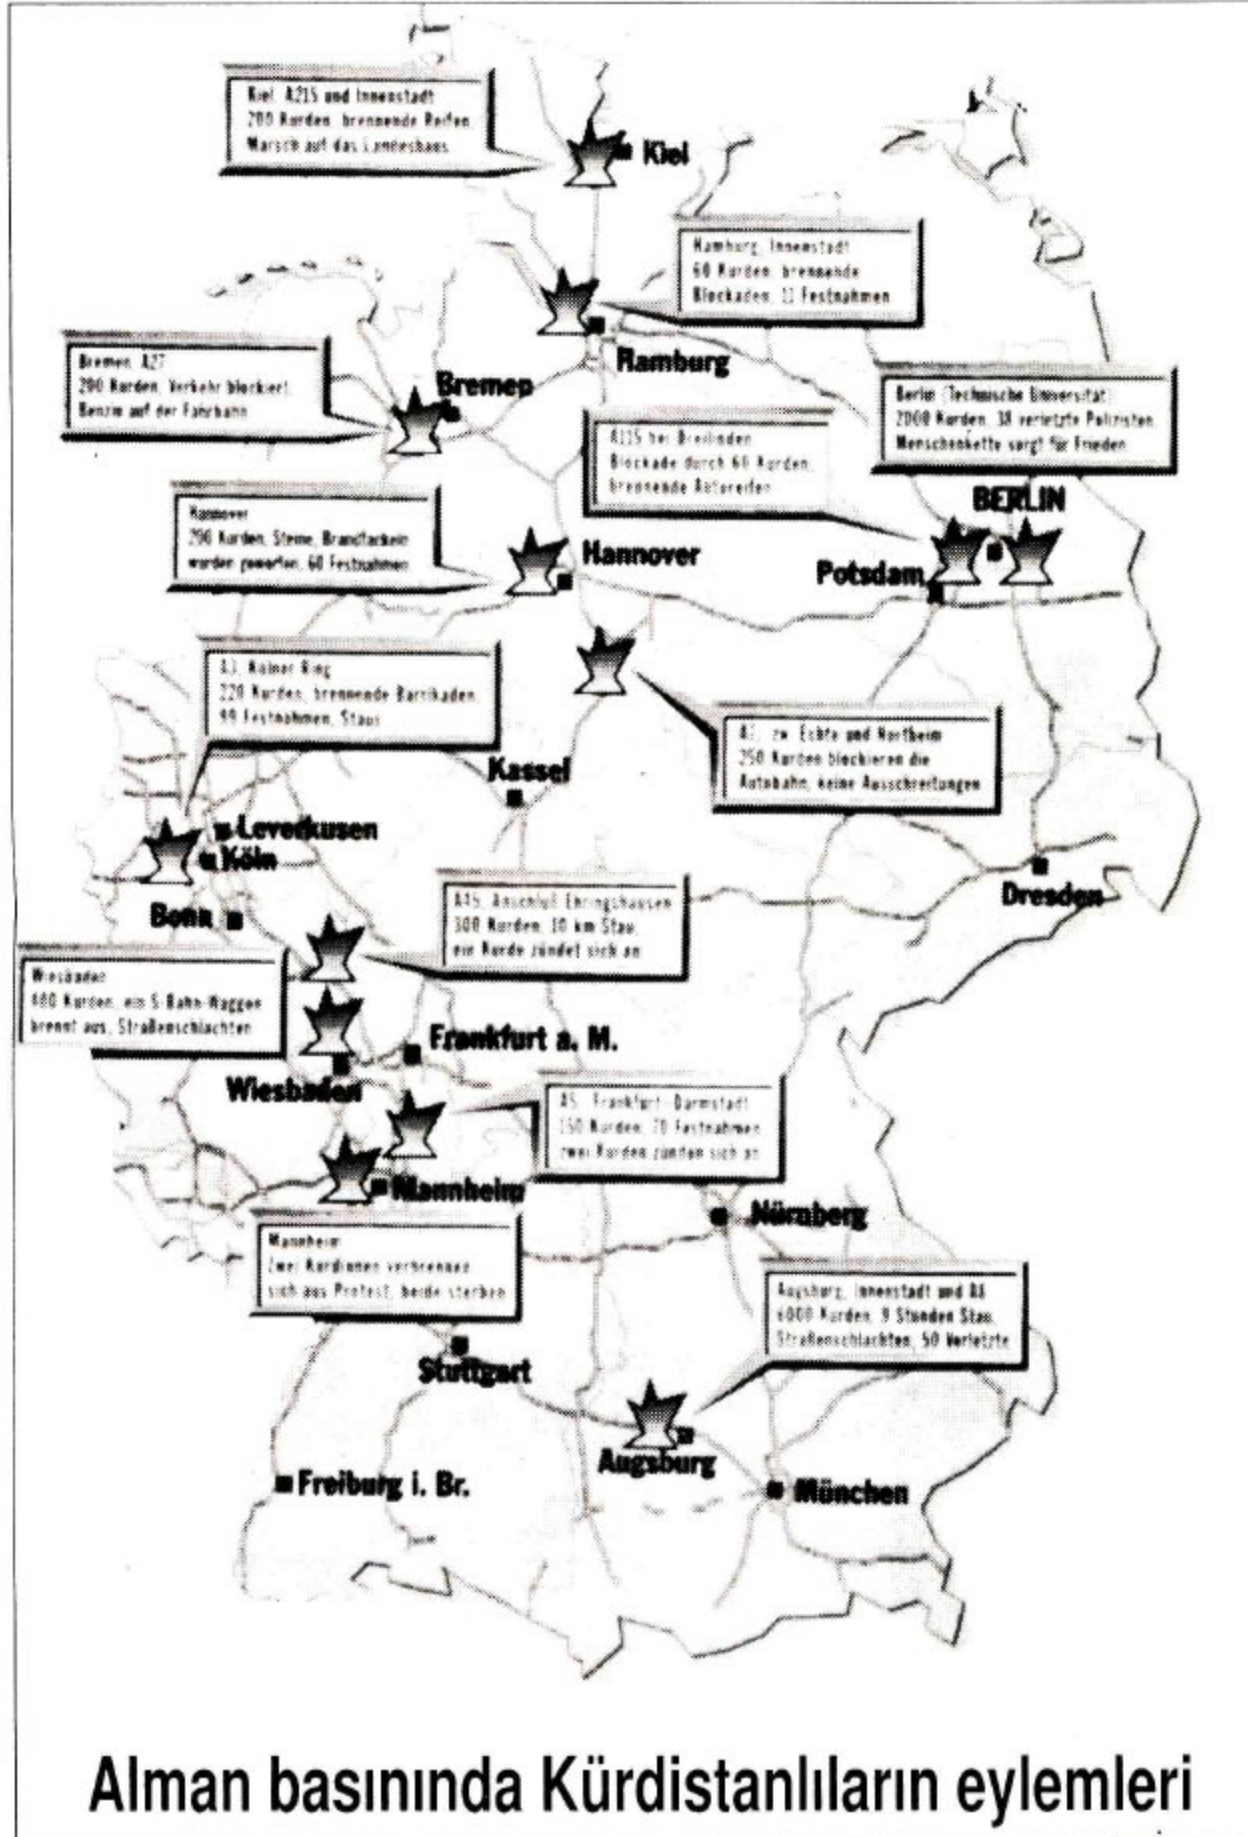 Kiel, A215 und Innenstadt
200 Kurden, brennende Reifen
Marsch auf das Landeshaus
Kiel
Hamburg, Innenstadt
60 Kurden, brennende
Blockaden, 11 Festnahmen
Hamburg
Bremen, A27
200 Kurden, Verkehr blockiert
Benzin auf der Fahrbahn
Bremen
Berlin (Technische Universität)
2000 Kurden, 38 verletzte Polizisten
Menschenkette sorgt für Frieden
A115 bei Dreilinden
Blockade durch 60 Kurden,
brennende Autoreifen
BERLIN
Potsdam
Hannover
200 Kurden, Steine, Brandfackeln
wurden geworfen, 60 Festnahmen
Hannover
A3, Kölner Ring
220 Kurden, brennende Barrikaden,
99 Festnahmen, Staus
A7, zw. Echte und Northeim
250 Kurden blockieren die
Autobahn, keine Ausschreitungen
Kassel
Leverkusen
Köln
Bonn
Dresden
A45, Anschluß Ehringshausen
300 Kurden, 10 km Stau,
ein Kurde zündet sich an
Wiesbaden
Kurden, ein S-Bahn-Waggon
brennt aus, Straßenschlachten
Frankfurt a. M.
Wiesbaden
A5, Frankfurt-Darmstadt
150 Kurden, 70 Festnahmen
zwei Kurden zünden sich an
Mannheim
Nürnberg
Mannheim
Zwei Kurdinnen verbrennen
sich aus Protest, beide sterben
Augsburg, Innenstadt und A8
6000 Kurden, 9 Stunden Stau,
Straßenschlachten, 50 Verletzte
Stuttgart
Augsburg
Freiburg i. Br.
München
Alman basınında Kürdistanlıların eylemleri